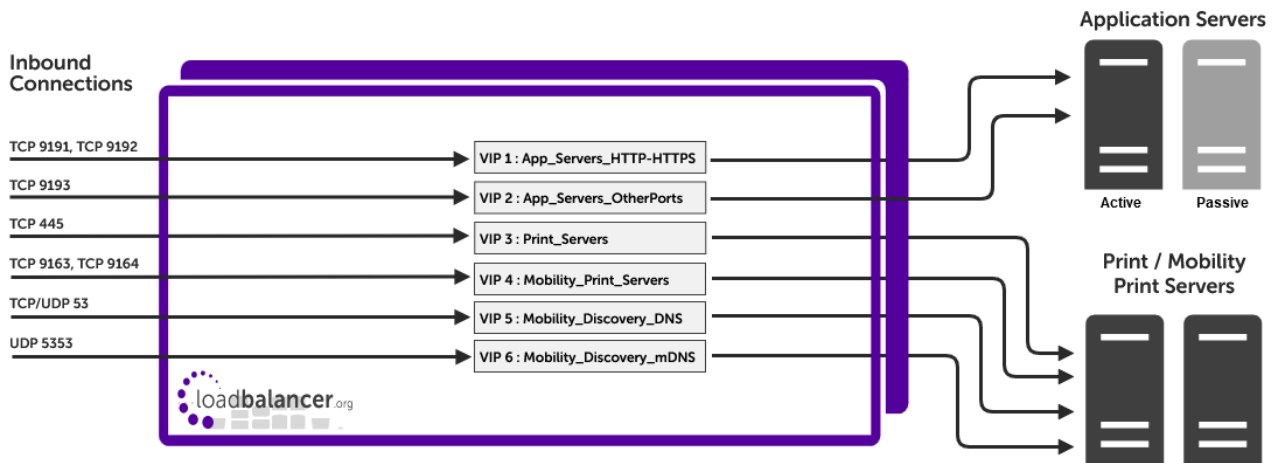 Application Servers
Inbound
Connections
TCP 9191, TCP 9192
VIP 1 : App_Servers_HTTP-HTTPS
TCP 9193
VIP 2 : App_Servers_OtherPorts
Active
Passive
TCP 445
VIP 3 : Print_Servers
TCP 9163, TCP 9164
VIP 4 : Mobility_Print_Servers
Print / Mobility
Print Servers
TCP/UDP 53
VIP 5 : Mobility_Discovery_DNS
UDP 5353
VIP 6 : Mobility_Discovery_mDNS
loadbalancer.org